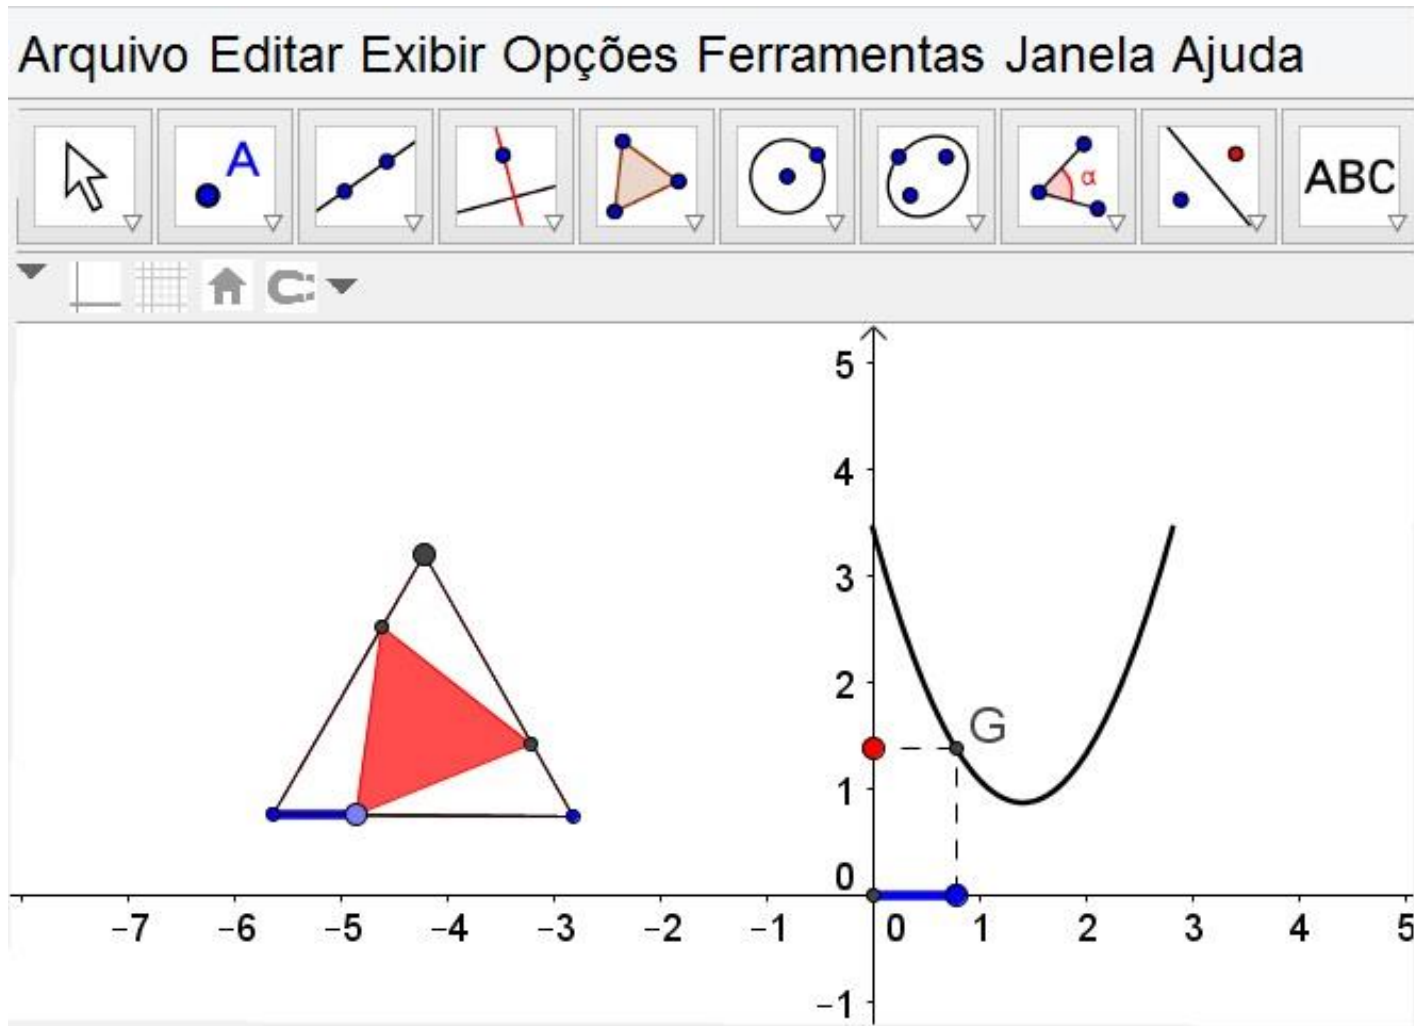 Arquivo Editar Exibir Opções Ferramentas Janela Ajuda
A
α
ABC
5
4
3
2
G
1
0
−7 −6 −5 −4 −3 −2 −1 0 1 2 3 4 5
−1